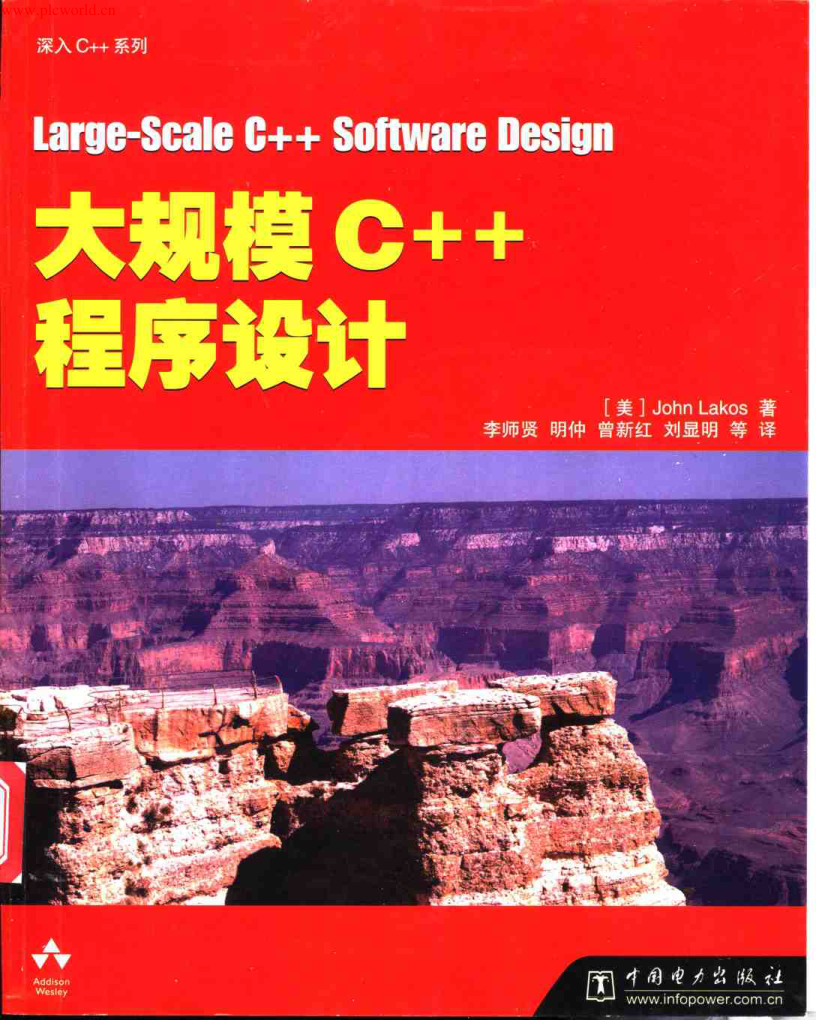 www.plcworld.cn
深入 C++ 系列
Large-Scale C++ Software Design
大规模 C++
程序设计
[ 美 ] John Lakos 著
李师贤 明仲 曾新红 刘显明 等 译
Addison
Wesley
中国电力出版社
www.infopower.com.cn